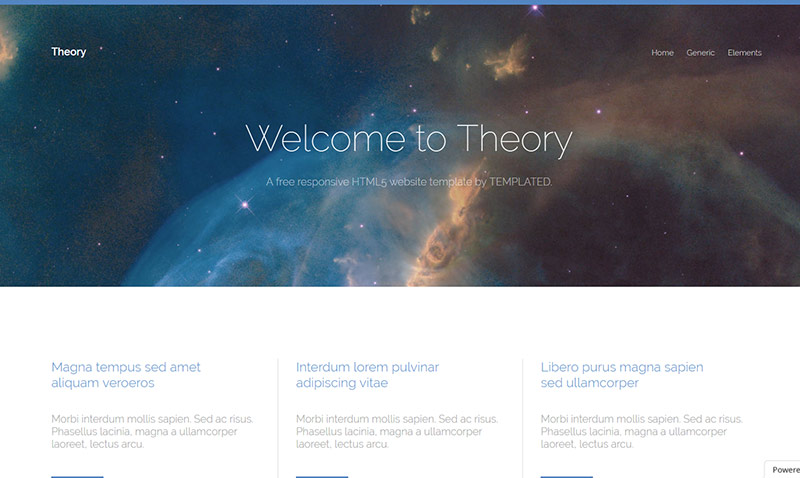 Theory
Home Generic Elements
Welcome to Theory
A free responsive HTML5 website template by TEMPLATED.
Magna tempus sed amet
aliquam veroeros
Morbi interdum mollis sapien. Sed ac risus.
Phasellus lacinia, magna a ullamcorper
laoreet, lectus arcu.
Interdum lorem pulvinar
adipiscing vitae
Morbi interdum mollis sapien. Sed ac risus.
Phasellus lacinia, magna a ullamcorper
laoreet, lectus arcu.
Libero purus magna sapien
sed ullamcorper
Morbi interdum mollis sapien. Sed ac risus.
Phasellus lacinia, magna a ullamcorper
laoreet, lectus arcu.
Powere